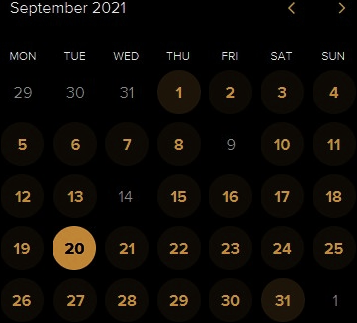 September 2021
MON TUE WED THU FRI SAT SUN
29 30 31 1 2 3 4
5 6 7 8 9 10 11
12 13 14 15 16 17 18
19 20 21 22 23 24 25
26 27 28 29 30 31 1